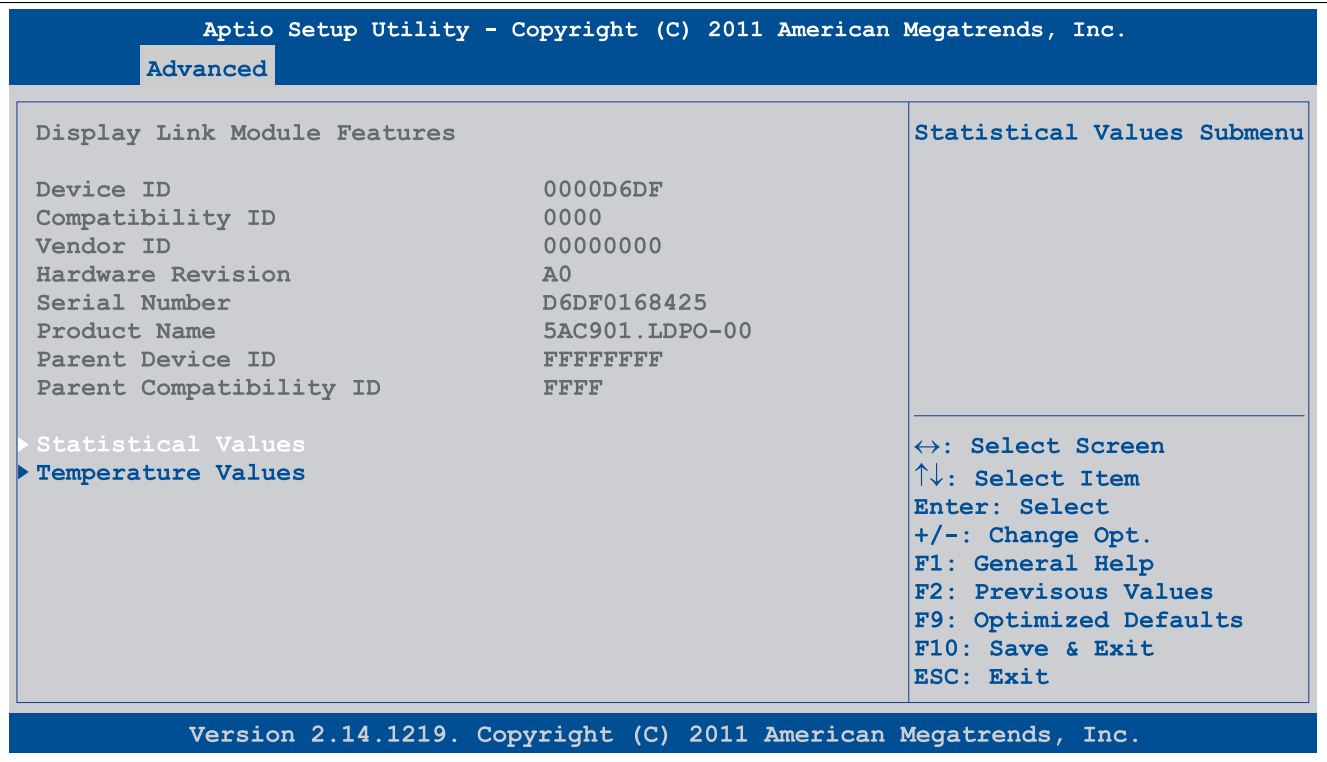 Aptio Setup Utility - Copyright (C) 2011 American Megatrends, Inc.
Advanced
Display Link Module Features
Device ID 0000D6DF
Compatibility ID 0000
Vendor ID 00000000
Hardware Revision A0
Serial Number D6DF0168425
Product Name 5AC901.LDPO-00
Parent Device ID FFFFFFFF
Parent Compatibility ID FFFF
Statistical Values
Temperature Values
Statistical Values Submenu
↔: Select Screen
↑↓: Select Item
Enter: Select
+/-: Change Opt.
F1: General Help
F2: Previsous Values
F9: Optimized Defaults
F10: Save & Exit
ESC: Exit
Version 2.14.1219. Copyright (C) 2011 American Megatrends, Inc.